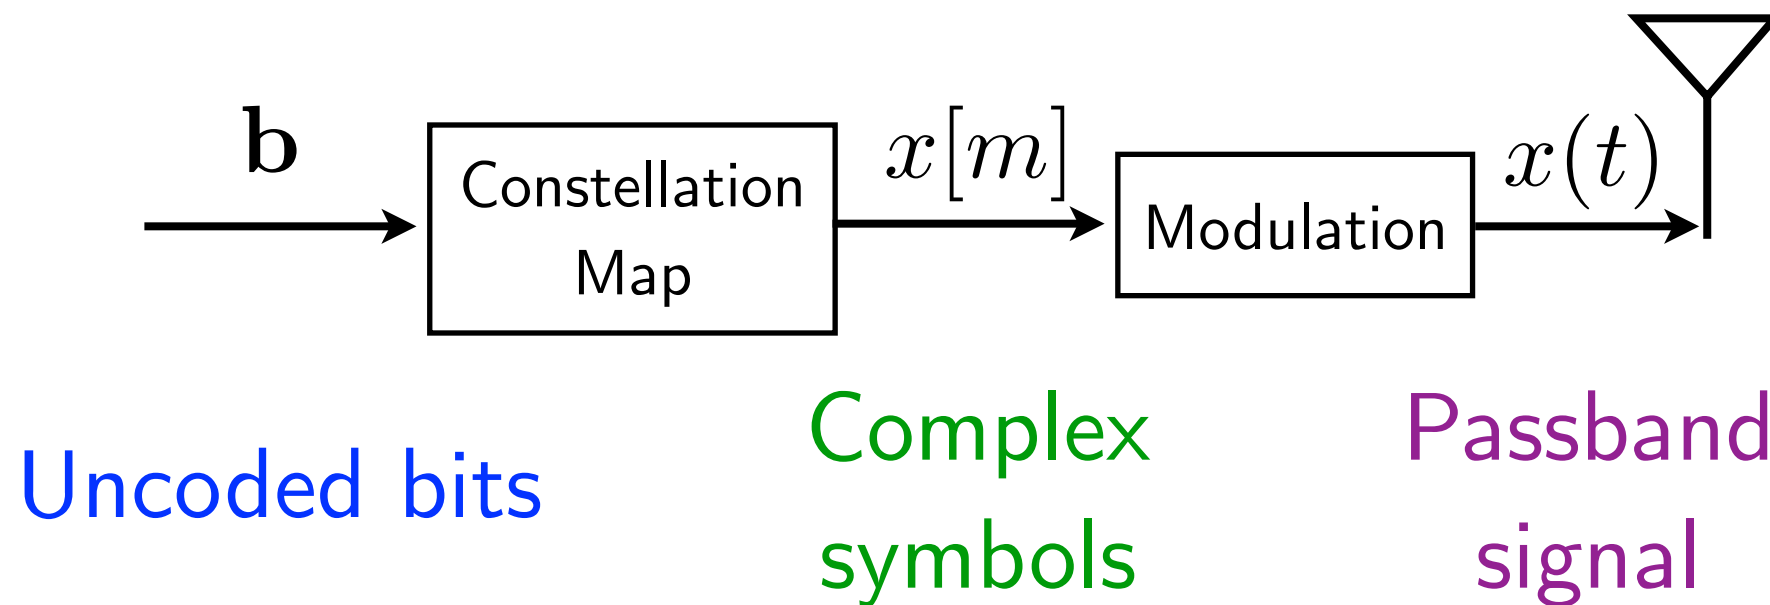 b
Constellation
Map
x[m]
Modulation
x(t)
Uncoded bits
Complex
symbols
Passband
signal